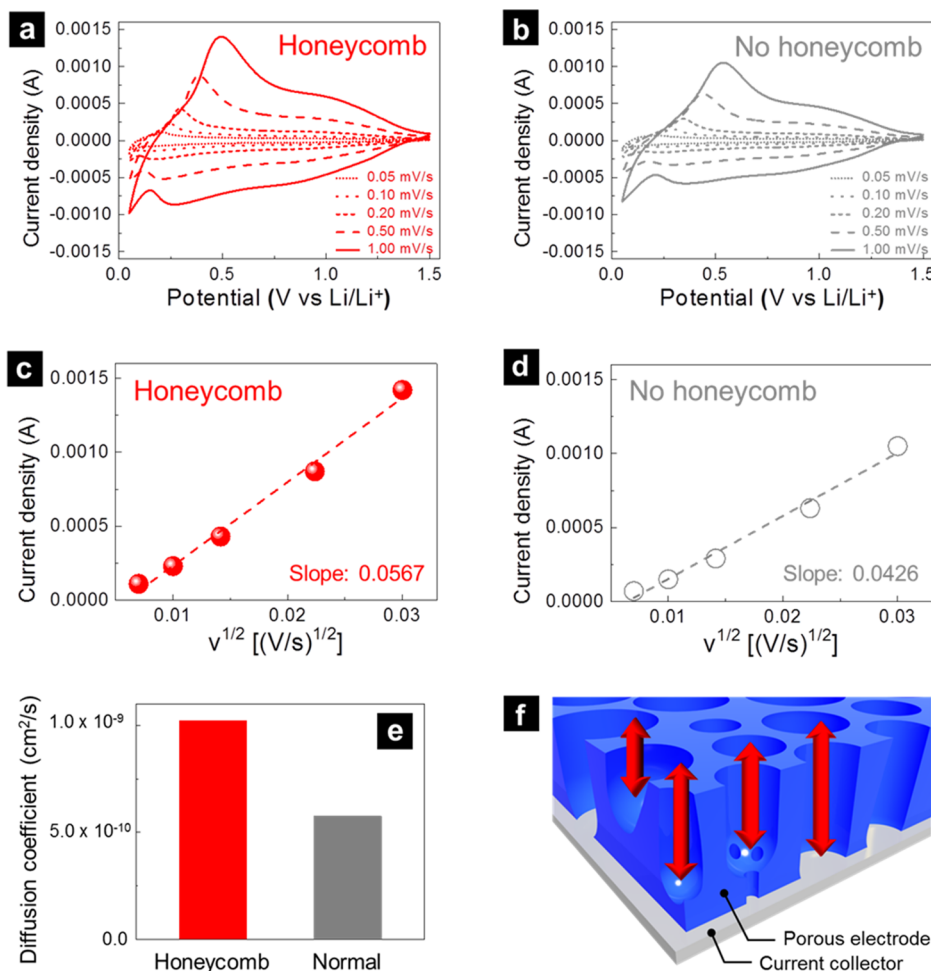 a
Honeycomb
Current density (A)
0.0015
0.0010
0.0005
0.0000
-0.0005
-0.0010
-0.0015
0.05 mV/s
0.10 mV/s
0.20 mV/s
0.50 mV/s
1.00 mV/s
0.0
0.5
1.0
1.5
Potential (V vs Li/Li⁺)
b
No honeycomb
Current density (A)
0.0015
0.0010
0.0005
0.0000
-0.0005
-0.0010
-0.0015
0.05 mV/s
0.10 mV/s
0.20 mV/s
0.50 mV/s
1.00 mV/s
0.0
0.5
1.0
1.5
Potential (V vs Li/Li⁺)
c
Honeycomb
Current density (A)
0.0015
0.0010
0.0005
0.0000
Slope: 0.0567
0.01
0.02
0.03
v^1/2 [(V/s)^1/2]
d
No honeycomb
Current density (A)
0.0015
0.0010
0.0005
0.0000
Slope: 0.0426
0.01
0.02
0.03
v^1/2 [(V/s)^1/2]
e
Diffusion coefficient (cm²/s)
1.0 x 10⁻⁹
5.0 x 10⁻¹⁰
0.0
Honeycomb
Normal
f
Porous electrode
Current collector